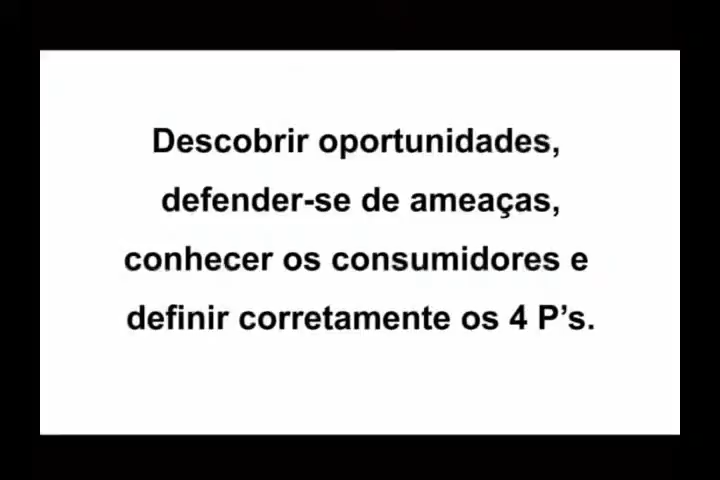 Descobrir oportunidades,
defender-se de ameaças,
conhecer os consumidores e
definir corretamente os 4 P’s.